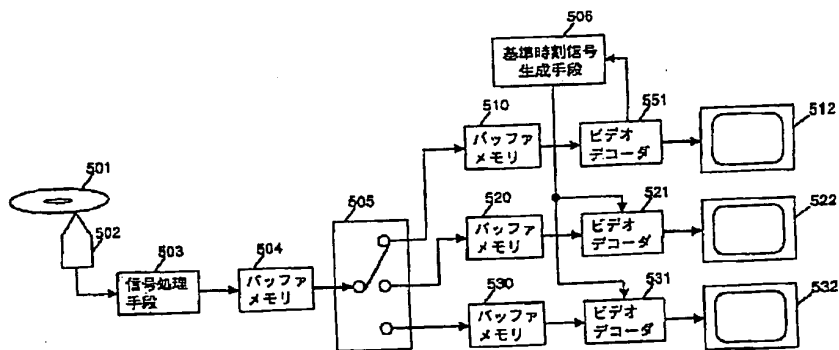 506
基準時刻信号
生成手段
510
バッファ
メモリ
551
ビデオ
デコーダ
512
501
502
503
信号処理
手段
504
バッファ
メモリ
505
520
バッファ
メモリ
521
ビデオ
デコーダ
522
530
バッファ
メモリ
531
ビデオ
デコーダ
532